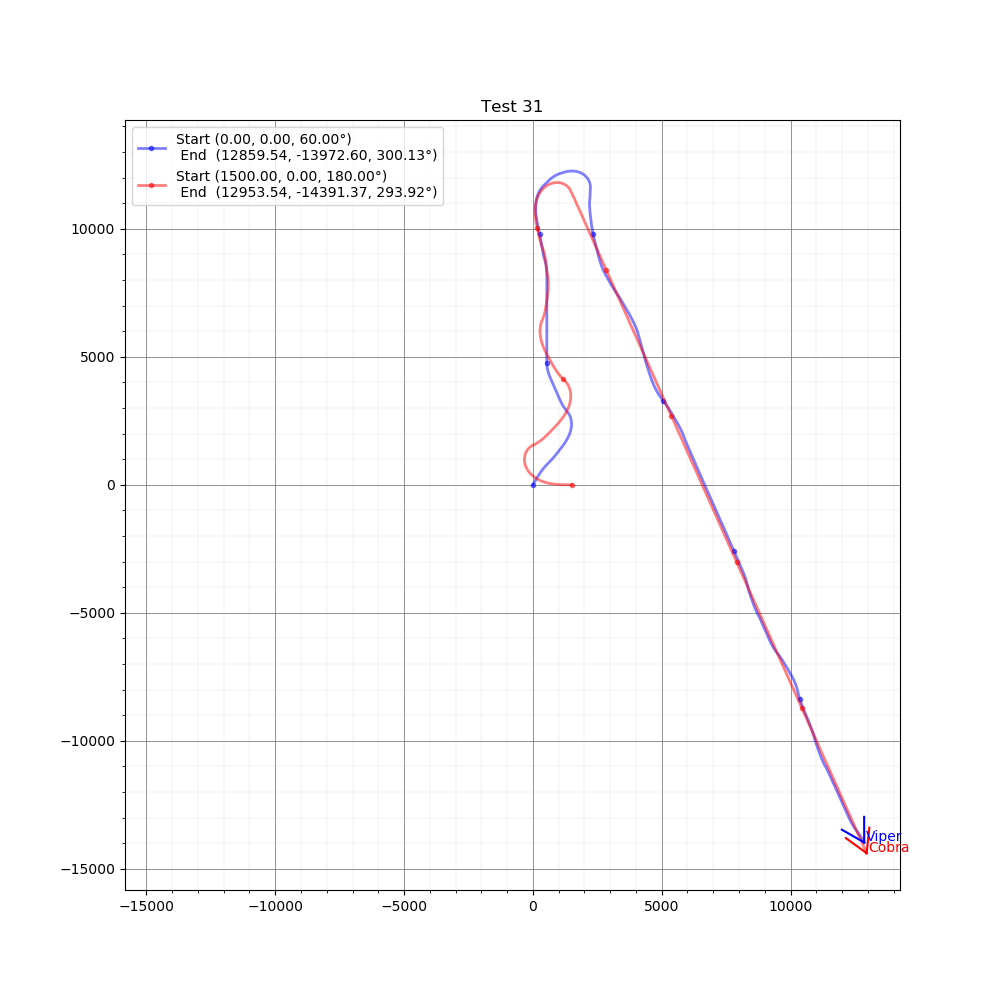 Test 31
Start (0.00, 0.00, 60.00°)
End (12859.54, -13972.60, 300.13°)
Start (1500.00, 0.00, 180.00°)
End (12953.54, -14391.37, 293.92°)
10000
5000
0
−5000
−10000
−15000
Viper
Cobra
−15000
−10000
−5000
0
5000
10000